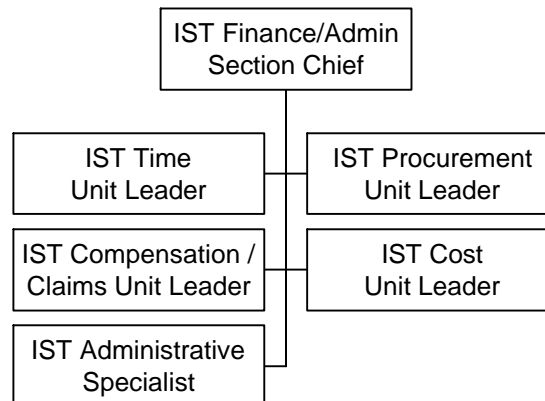 IST Finance/Admin
Section Chief
IST Time
Unit Leader
IST Procurement
Unit Leader
IST Compensation /
Claims Unit Leader
IST Cost
Unit Leader
IST Administrative
Specialist